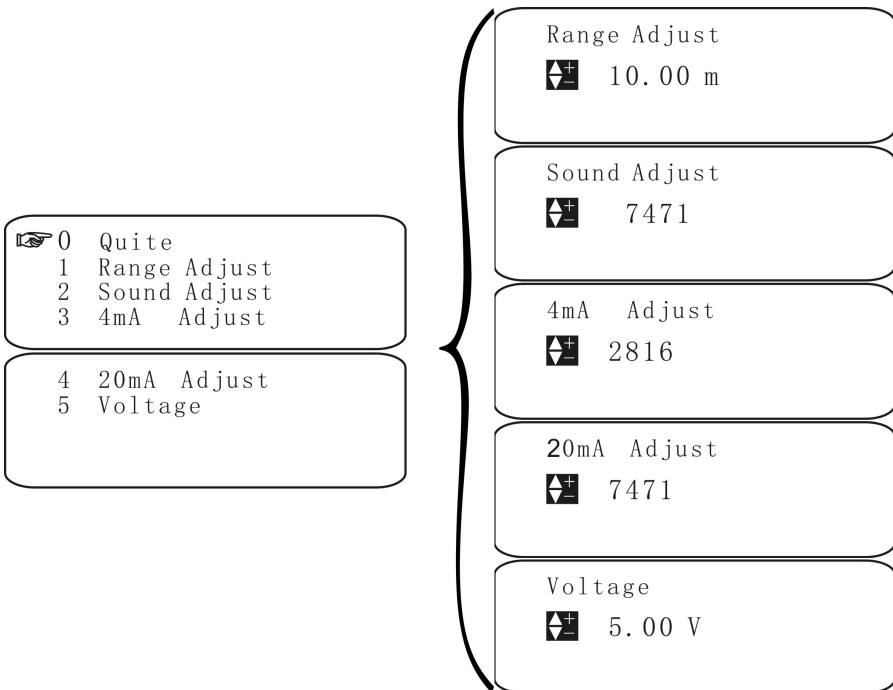 0 Quite
1 Range Adjust
2 Sound Adjust
3 4mA Adjust
4 20mA Adjust
5 Voltage
Range Adjust
+
− 10.00 m
Sound Adjust
+
− 7471
4mA Adjust
+
− 2816
20mA Adjust
+
− 7471
Voltage
+
− 5.00 V